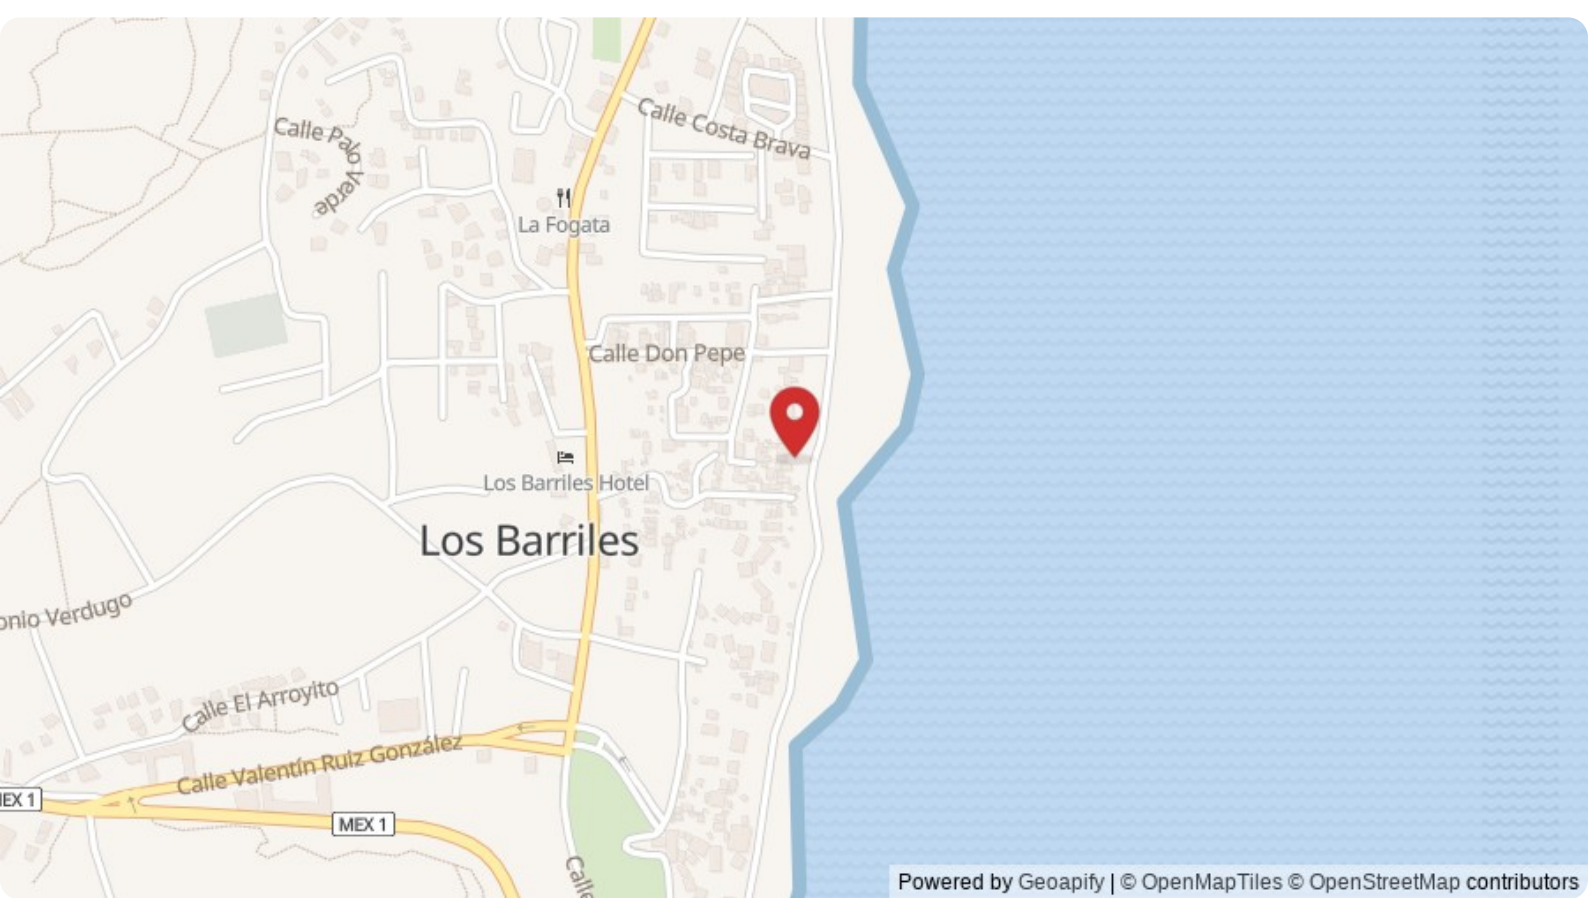 Calle Costa Brava
Calle Palo Verde
La Fogata
Calle Don Pepe
Los Barriles Hotel
Los Barriles
onio Verdugo
Calle El Arroyito
Calle Valentín Ruiz González
MEX 1
MEX 1
Calle
Powered by Geoapify | © OpenMapTiles © OpenStreetMap contributors